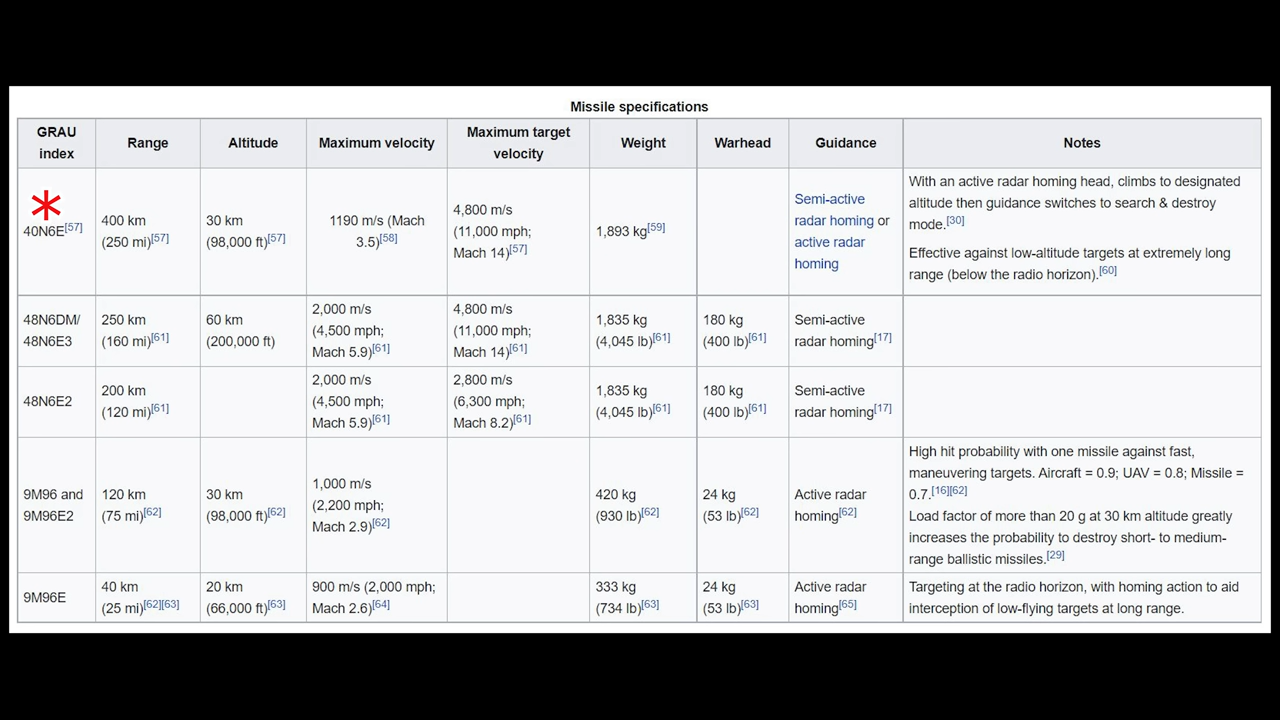 Missile specifications
GRAU index
Range
Altitude
Maximum velocity
Maximum target velocity
Weight
Warhead
Guidance
Notes
40N6E[57]
400 km
(250 mi)[57]
30 km
(98,000 ft)[57]
1190 m/s (Mach
3.5)[58]
4,800 m/s
(11,000 mph;
Mach 14)[57]
1,893 kg[59]
Semi-active
radar homing or
active radar
homing
With an active radar homing head, climbs to designated
altitude then guidance switches to search & destroy
mode.[30]
Effective against low-altitude targets at extremely long
range (below the radio horizon).[60]
48N6DM/
48N6E3
250 km
(160 mi)[61]
60 km
(200,000 ft)
2,000 m/s
(4,500 mph;
Mach 5.9)[61]
4,800 m/s
(11,000 mph;
Mach 14)[61]
1,835 kg
(4,045 lb)[61]
180 kg
(400 lb)[61]
Semi-active
radar homing[17]
48N6E2
200 km
(120 mi)[61]
2,000 m/s
(4,500 mph;
Mach 5.9)[61]
2,800 m/s
(6,300 mph;
Mach 8.2)[61]
1,835 kg
(4,045 lb)[61]
180 kg
(400 lb)[61]
Semi-active
radar homing[17]
9M96 and
9M96E2
120 km
(75 mi)[62]
30 km
(98,000 ft)[62]
1,000 m/s
(2,200 mph;
Mach 2.9)[62]
420 kg
(930 lb)[62]
24 kg
(53 lb)[62]
Active radar
homing[62]
High hit probability with one missile against fast,
maneuvering targets. Aircraft = 0.9; UAV = 0.8; Missile =
0.7.[16][62]
Load factor of more than 20 g at 30 km altitude greatly
increases the probability to destroy short- to medium-
range ballistic missiles.[29]
9M96E
40 km
(25 mi)[62][63]
20 km
(66,000 ft)[63]
900 m/s (2,000 mph;
Mach 2.6)[64]
333 kg
(734 lb)[63]
24 kg
(53 lb)[63]
Active radar
homing[65]
Targeting at the radio horizon, with homing action to aid
interception of low-flying targets at long range.